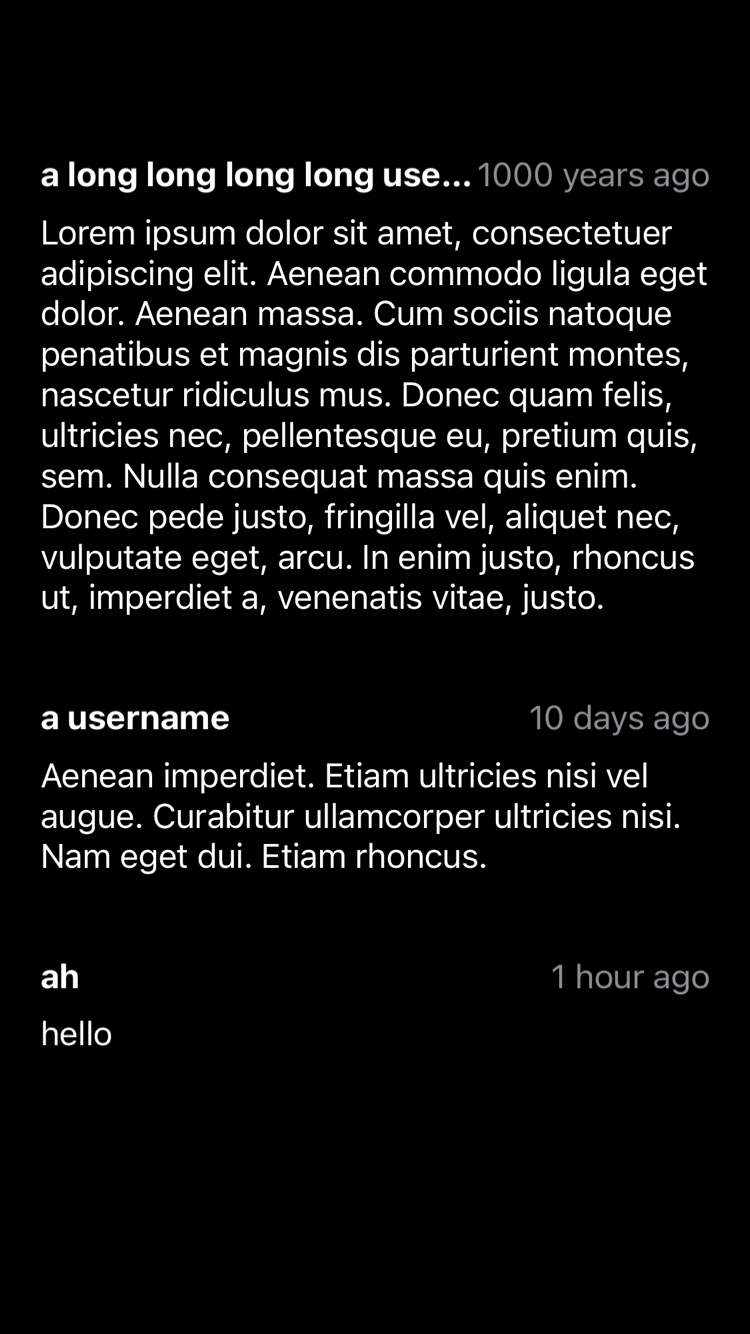 a long long long long use... 1000 years ago
Lorem ipsum dolor sit amet, consectetuer
adipiscing elit. Aenean commodo ligula eget
dolor. Aenean massa. Cum sociis natoque
penatibus et magnis dis parturient montes,
nascetur ridiculus mus. Donec quam felis,
ultricies nec, pellentesque eu, pretium quis,
sem. Nulla consequat massa quis enim.
Donec pede justo, fringilla vel, aliquet nec,
vulputate eget, arcu. In enim justo, rhoncus
ut, imperdiet a, venenatis vitae, justo.
a username 10 days ago
Aenean imperdiet. Etiam ultricies nisi vel
augue. Curabitur ullamcorper ultricies nisi.
Nam eget dui. Etiam rhoncus.
ah 1 hour ago
hello